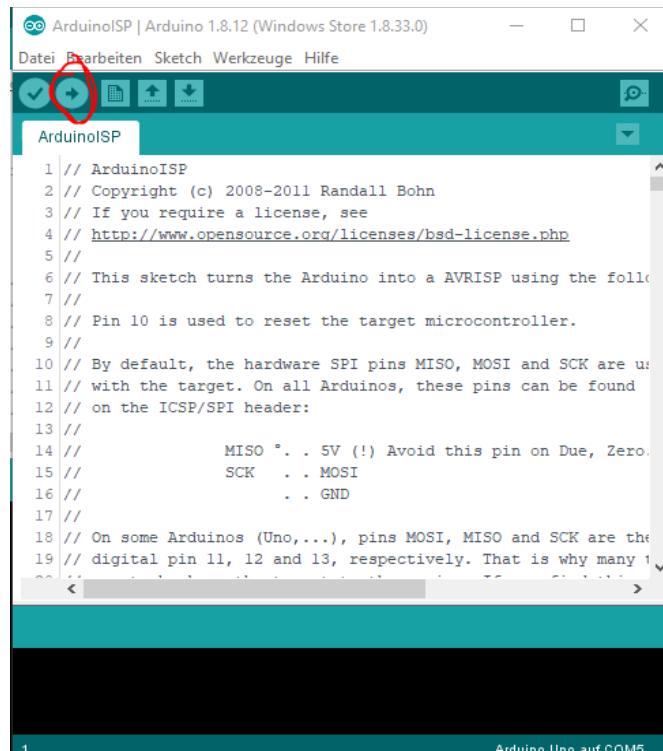 ArduinoISP | Arduino 1.8.12 (Windows Store 1.8.33.0)
Datei Bearbeiten Sketch Werkzeuge Hilfe
ArduinoISP
1 // ArduinoISP
2 // Copyright (c) 2008-2011 Randall Bohn
3 // If you require a license, see
4 // http://www.opensource.org/licenses/bsd-license.php
5 //
6 // This sketch turns the Arduino into a AVRISP using the
7 //
8 // Pin 10 is used to reset the target microcontroller.
9 //
10 // By default, the hardware SPI pins MISO, MOSI and SCK are
11 // with the target. On all Arduinos, these pins can be found
12 // on the ICSP/SPI header:
13 //
14 // MISO °. . 5V (!) Avoid this pin on Due, Zero.
15 // SCK . . MOSI
16 // . . GND
17 //
18 // On some Arduinos (Uno,...), pins MOSI, MISO and SCK are the
19 // digital pin 11, 12 and 13, respectively. That is why many
1
Arduino Uno auf COM5